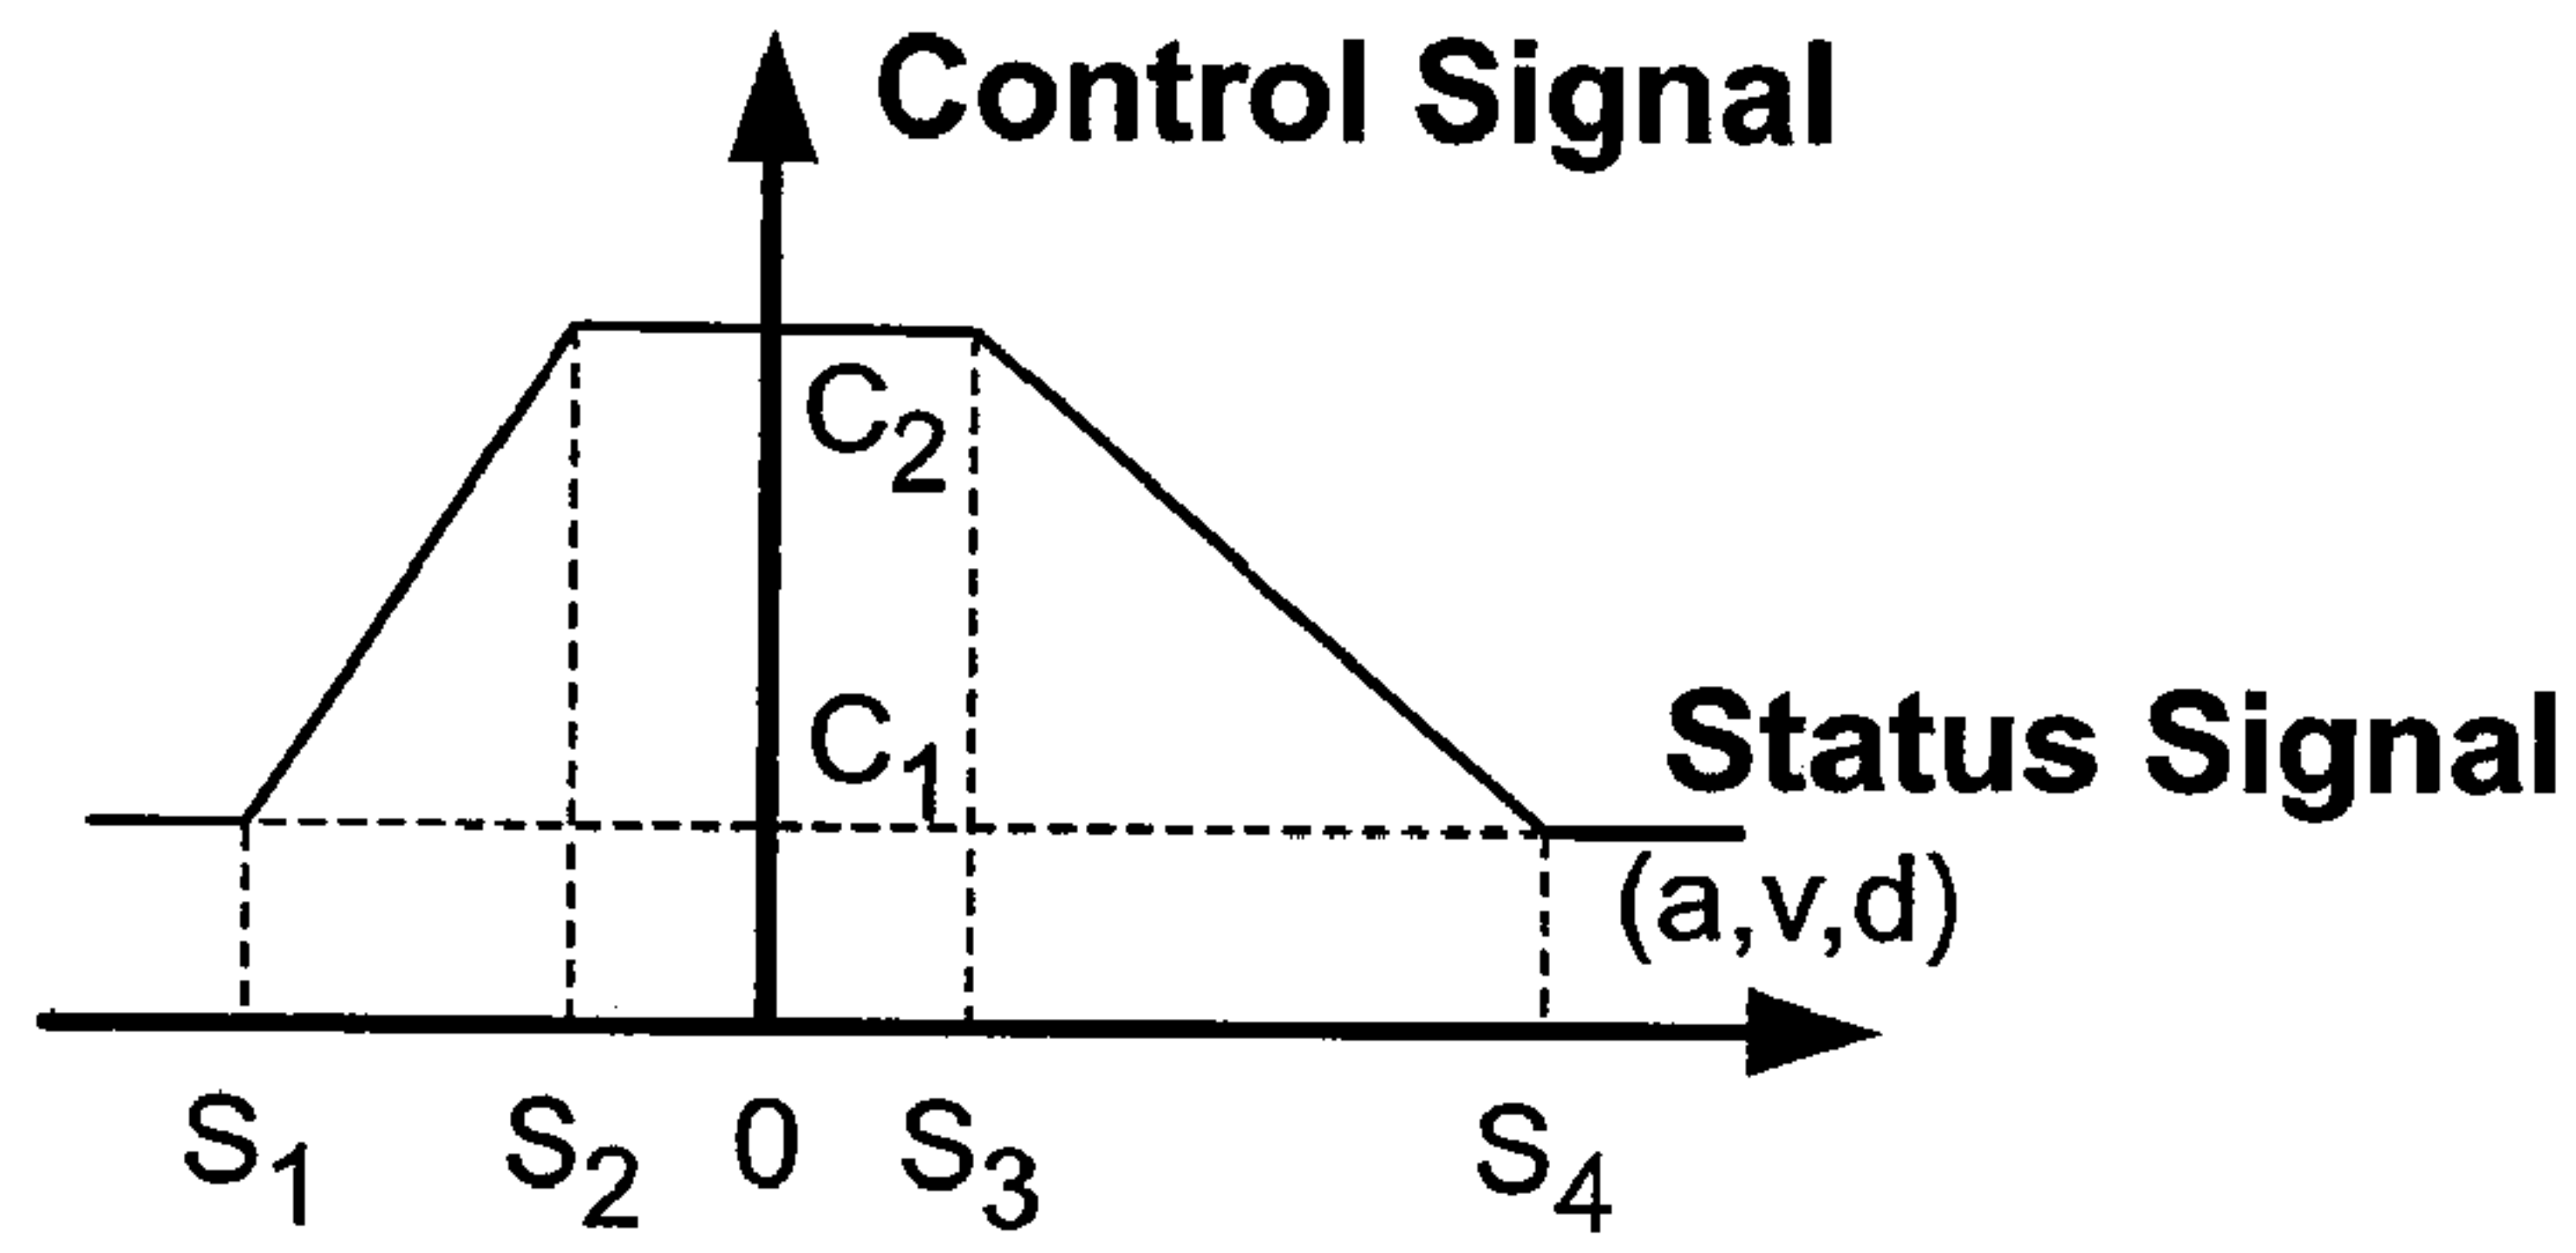 Control Signal
C2
C1
Status Signal
(a,v,d)
S1 S2 0 S3 S4